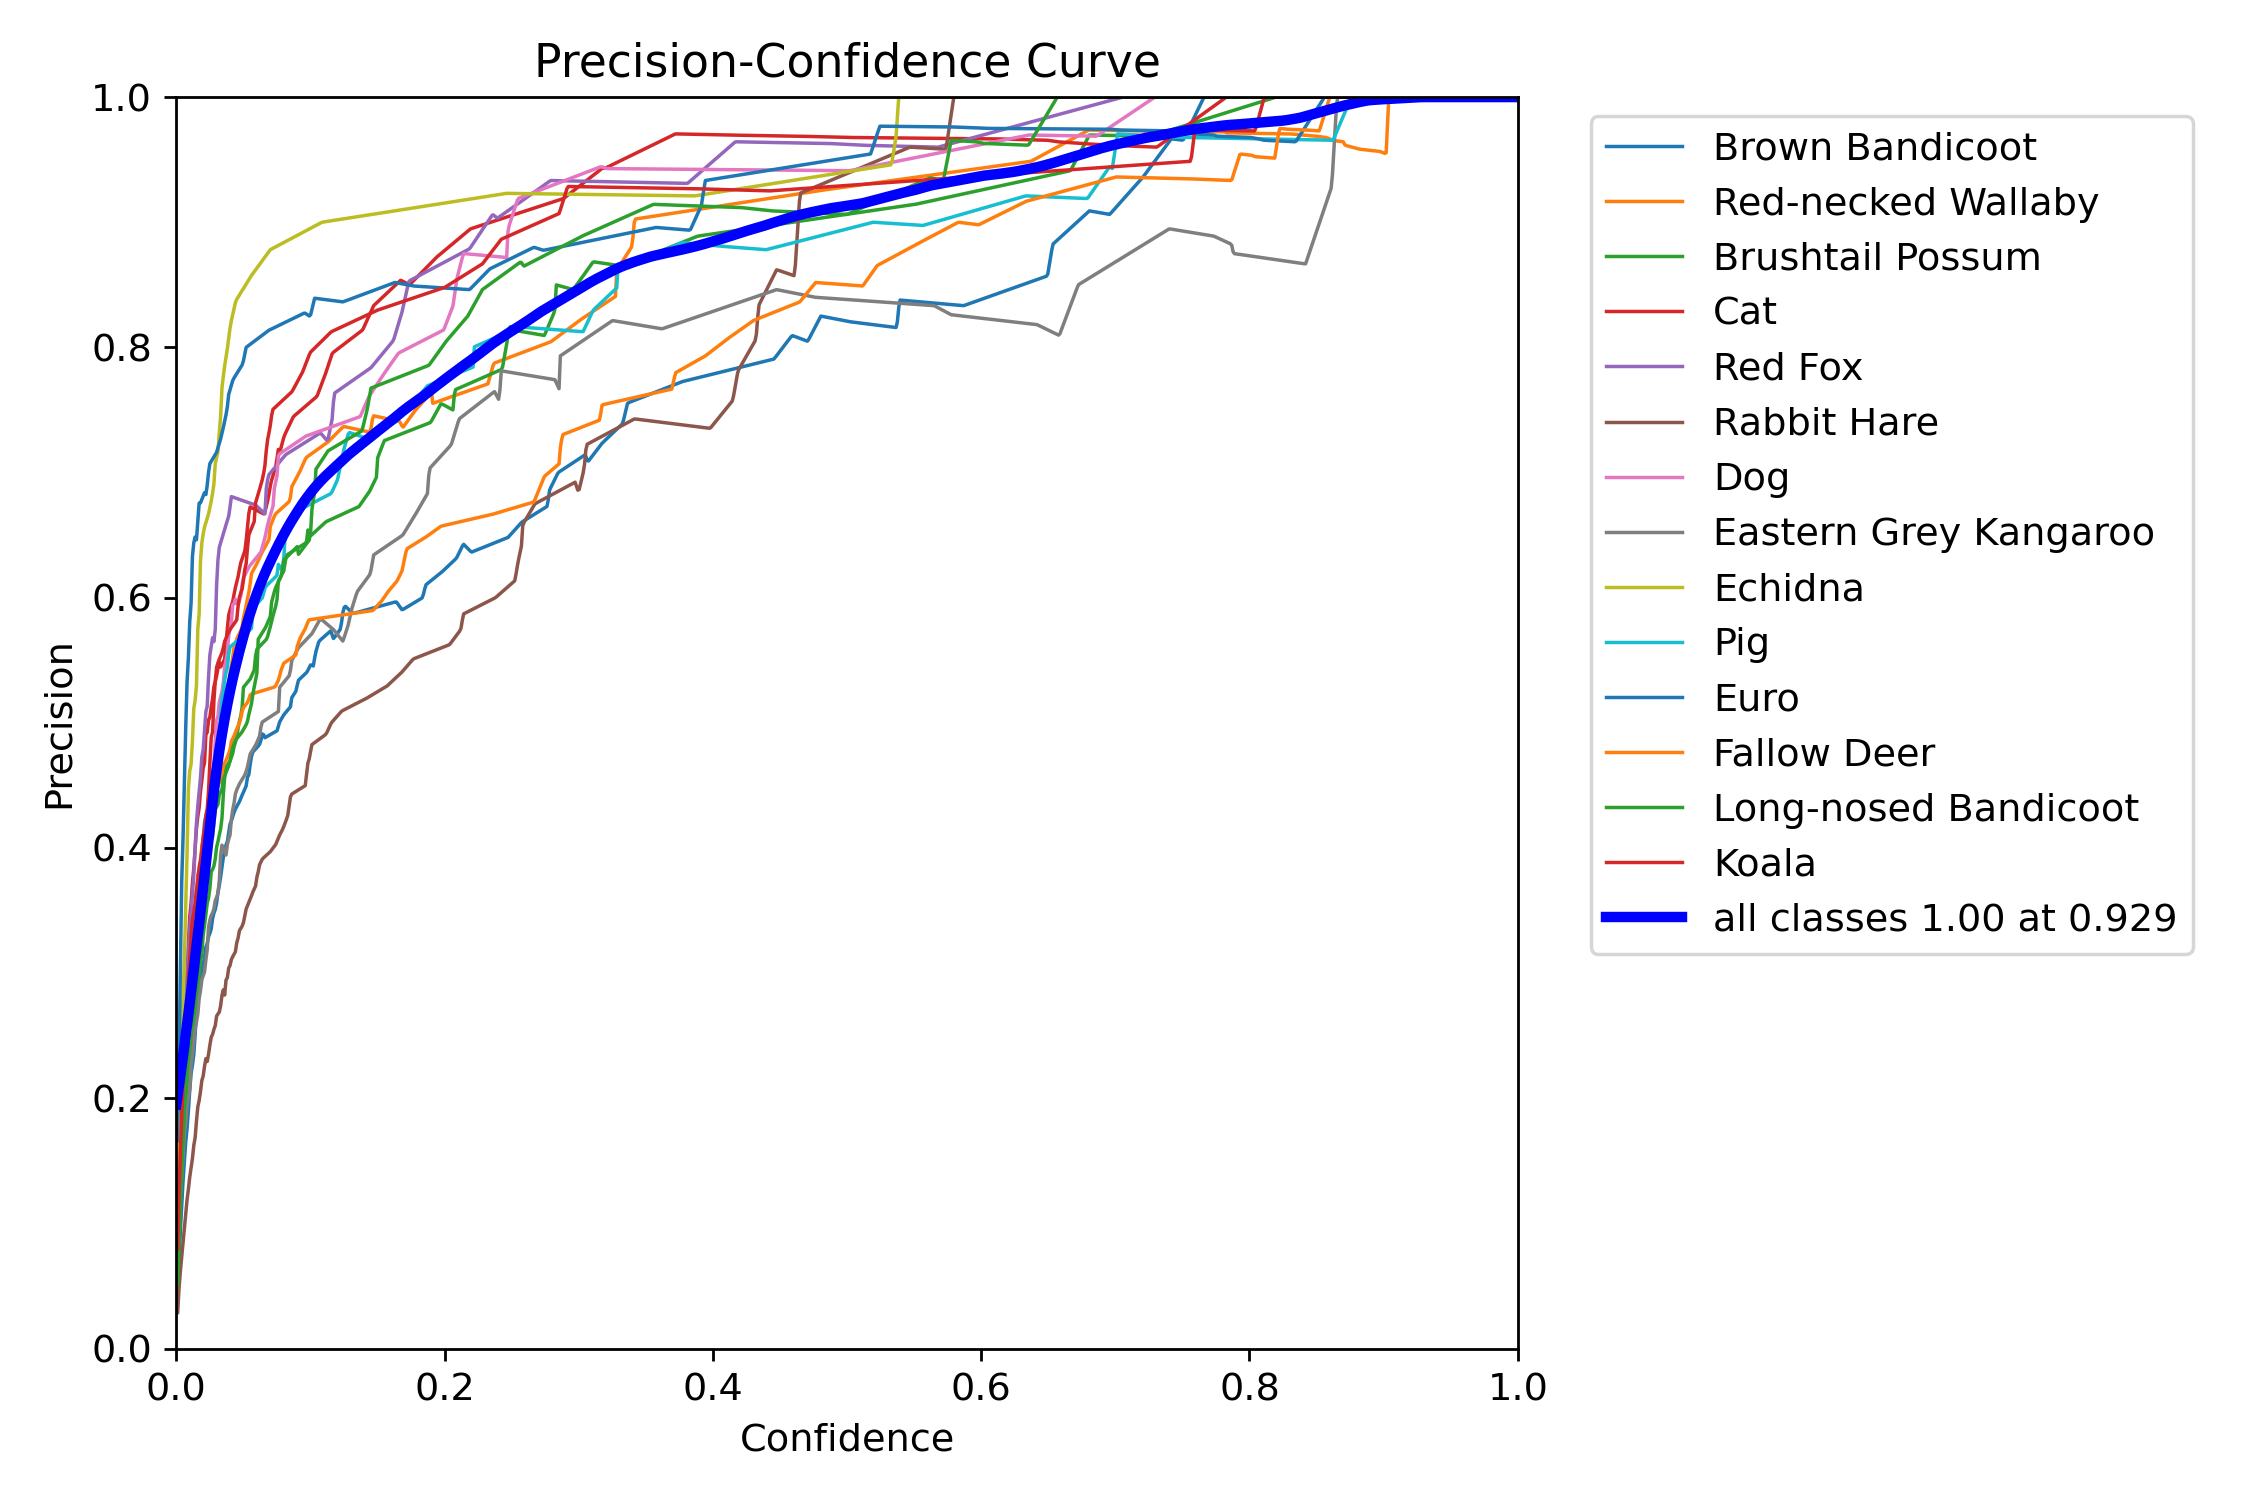 Precision-Confidence Curve
1.0
0.8
0.6
0.4
0.2
0.0
Precision
0.0 0.2 0.4 0.6 0.8 1.0
Confidence
Brown Bandicoot
Red-necked Wallaby
Brushtail Possum
Cat
Red Fox
Rabbit Hare
Dog
Eastern Grey Kangaroo
Echidna
Pig
Euro
Fallow Deer
Long-nosed Bandicoot
Koala
all classes 1.00 at 0.929